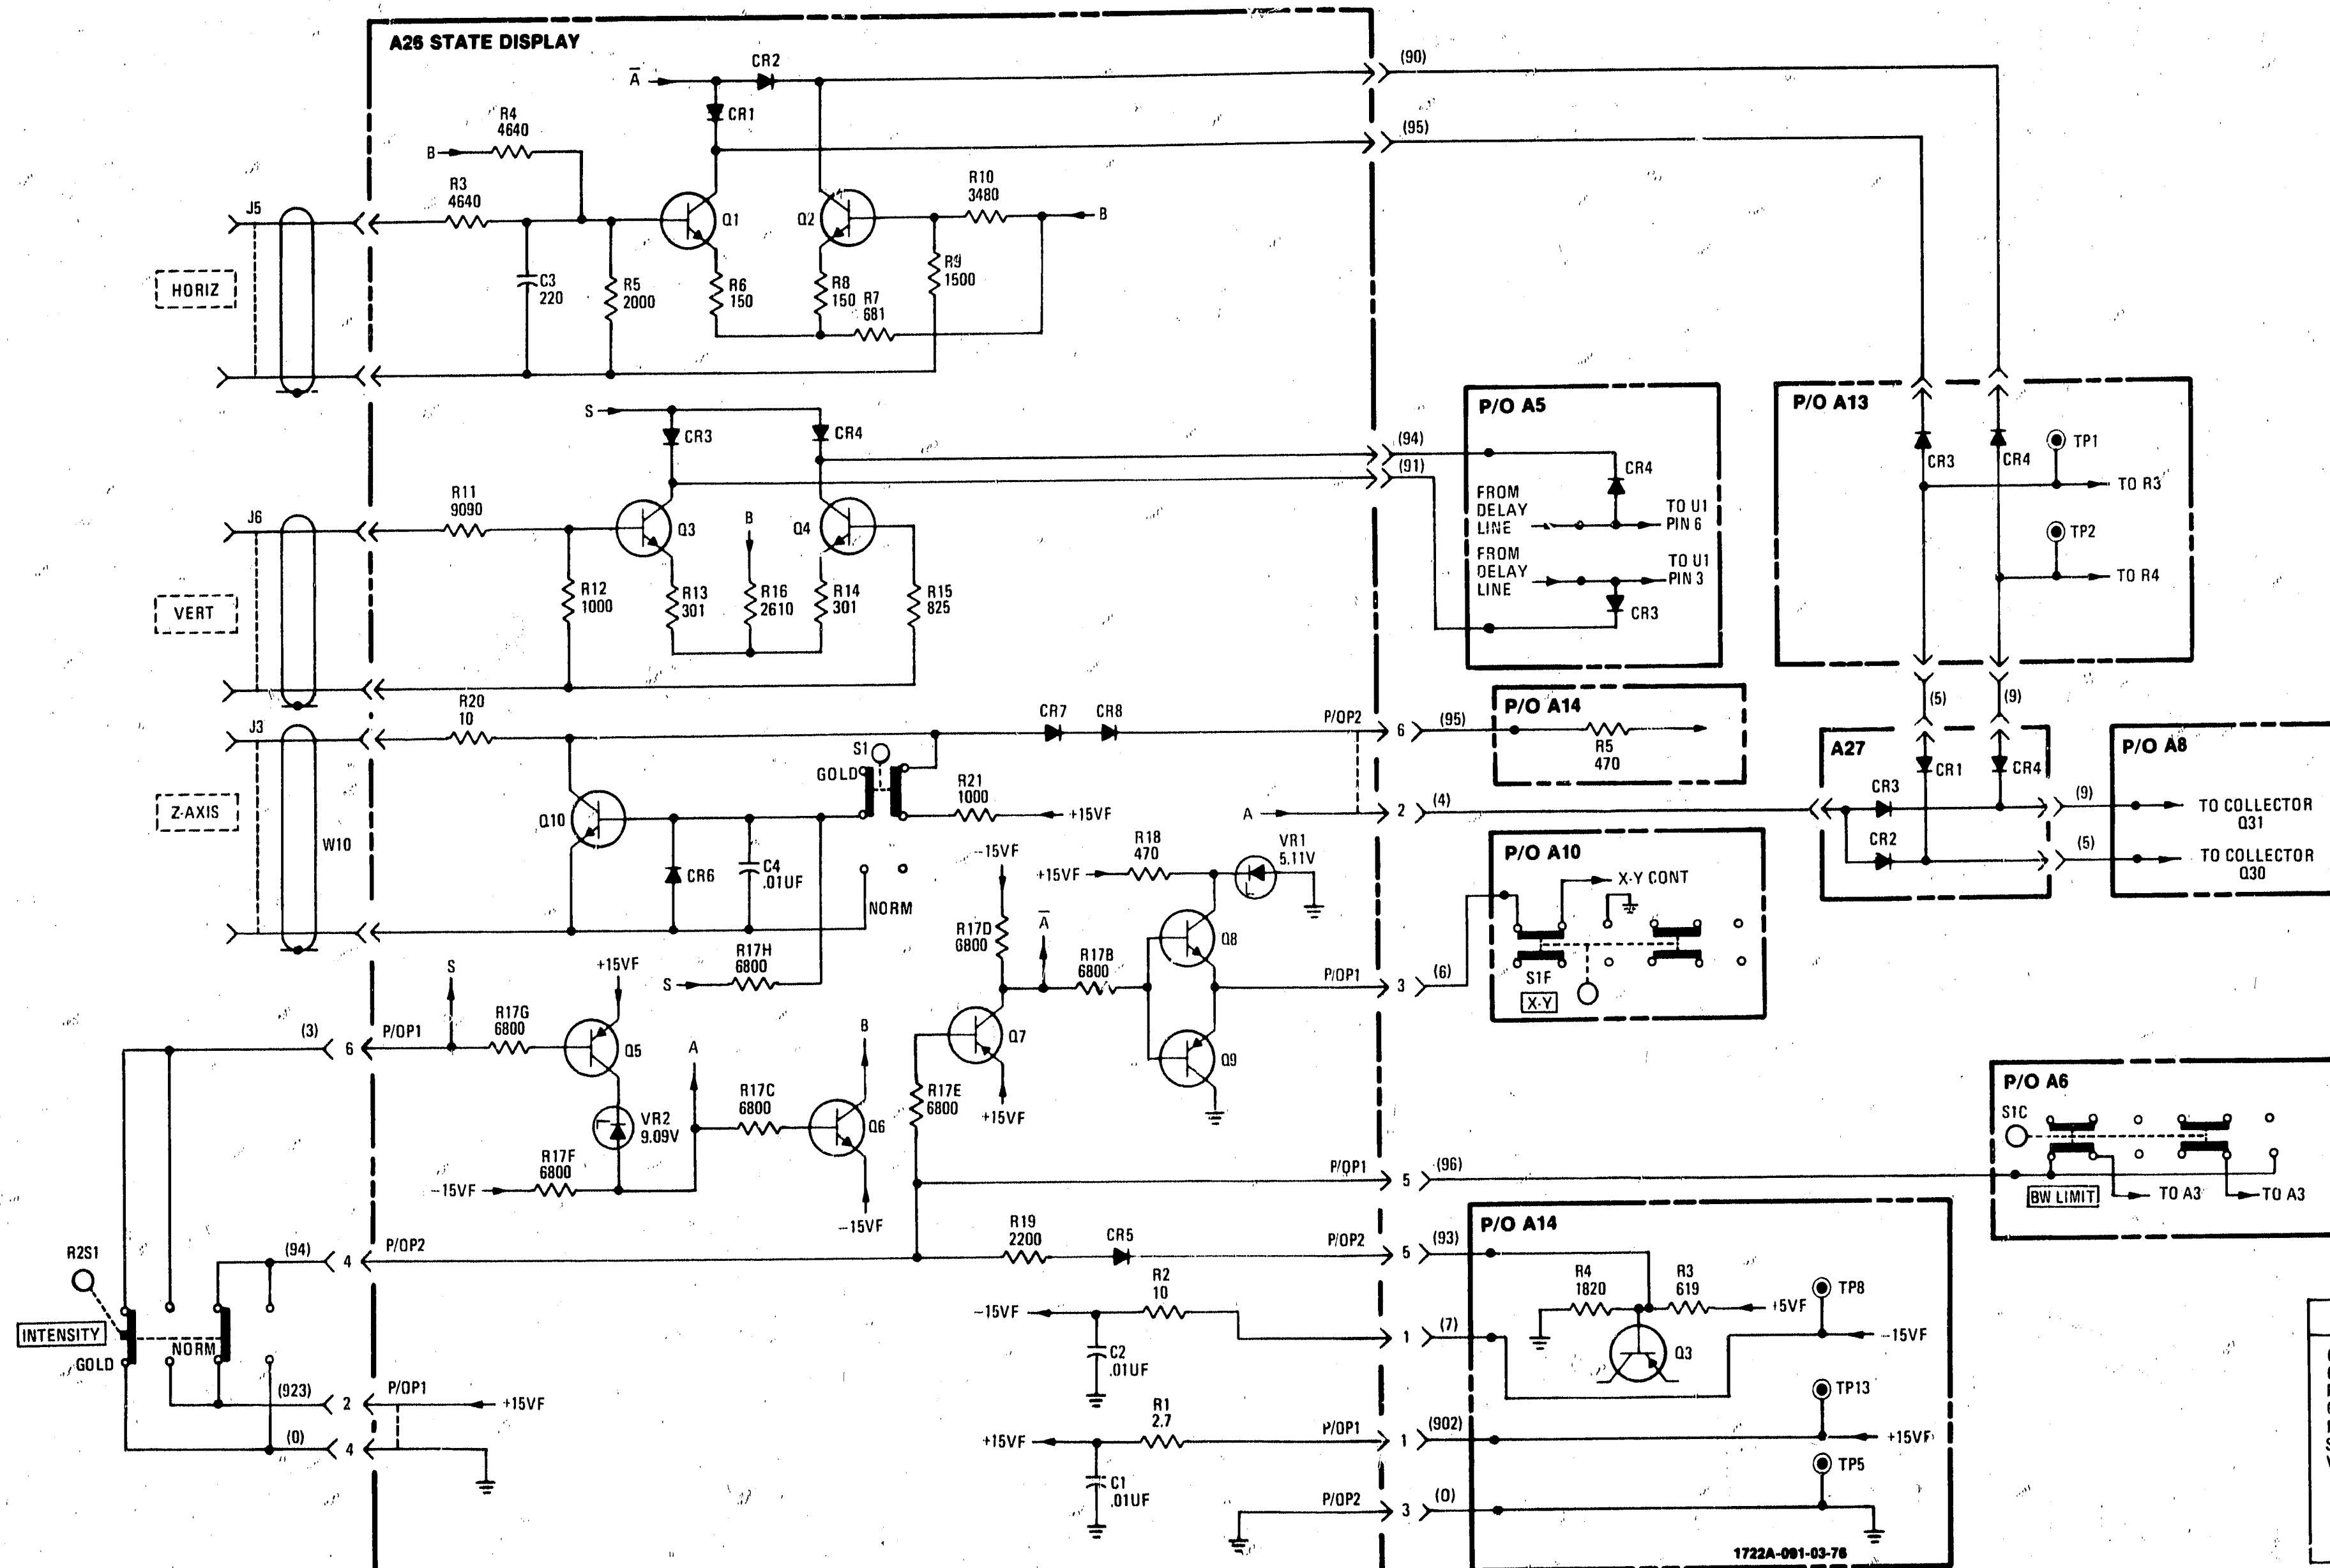 A26 STATE DISPLAY
A̅
CR2
CR1
(90)
(95)
R4
4640
B
R3
4640
J5
HORIZ
C3
220
R5
2000
Q1
R6
150
Q2
R8
150
R7
681
R10
3480
B
R9
1500
S
CR3
CR4
(94)
(91)
R11
9090
J6
VERT
R12
1000
Q3
R13
301
B
R16
2610
Q4
R14
301
R15
825
P/O A5
FROM
DELAY
LINE
CR4
TO U1
PIN 6
FROM
DELAY
LINE
TO U1
PIN 3
CR3
P/O A13
CR3
CR4
TP1
TO R3
TP2
TO R4
(5)
(9)
R20
10
J3
Z-AXIS
W10
CR7
CR8
P/OP2
6
(95)
P/O A14
R5
470
S1
GOLD
R21
1000
+15VF
A
2
(4)
Q10
CR6
C4
.01UF
NORM
A27
CR1
CR4
CR3
CR2
(9)
(5)
P/O A8
TO COLLECTOR
Q31
TO COLLECTOR
Q30
R17H
6800
S
-15VF
R17D
6800
A̅
R18
470
+15VF
VR1
5.11V
R17B
6800
Q8
Q9
P/OP1
3
(6)
P/O A10
X-Y CONT
S1F
X-Y
(3)
6
P/OP1
S
R17G
6800
+15VF
Q5
VR2
9.09V
R17F
6800
-15VF
A
R17C
6800
B
Q6
-15VF
Q7
+15VF
R17E
6800
P/OP1
5
(96)
P/O A6
S1C
BW LIMIT
TO A3
TO A3
R2S1
INTENSITY
GOLD
NORM
(94)
4
P/OP2
R19
2200
CR5
P/OP2
5
(93)
-15VF
R2
10
C2
.01UF
1
(7)
P/O A14
R4
1820
R3
619
+5VF
Q3
TP8
-15VF
(923)
2
P/OP1
+15VF
(0)
4
+15VF
R1
2.7
C1
.01UF
P/OP1
1
(902)
TP13
+15VF
TP5
P/OP2
3
(0)
1722A-091-03-76